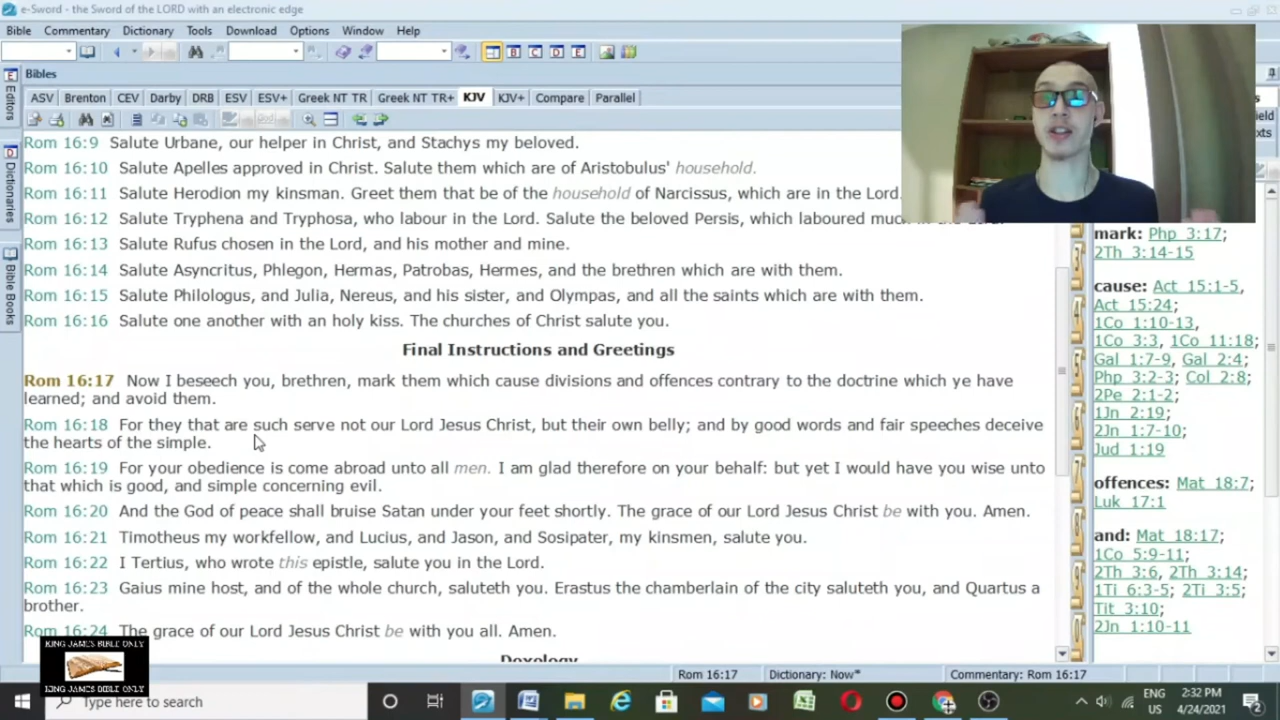 e-Sword - the Sword of the LORD with an electronic edge
Bible Commentary Dictionary Tools Download Options Window Help
Bibles
ASV Brenton CEV Darby DRB ESV ESV+ Greek NT TR Greek NT TR+ KJV KJV+ Compare Parallel
Editors
Dictionaries
Bible Books
Rom 16:9 Salute Urbane, our helper in Christ, and Stachys my beloved.
Rom 16:10 Salute Apelles approved in Christ. Salute them which are of Aristobulus' household.
Rom 16:11 Salute Herodion my kinsman. Greet them that be of the household of Narcissus, which are in the Lord.
Rom 16:12 Salute Tryphena and Tryphosa, who labour in the Lord. Salute the beloved Persis, which laboured
Rom 16:13 Salute Rufus chosen in the Lord, and his mother and mine.
Rom 16:14 Salute Asyncritus, Phlegon, Hermas, Patrobas, Hermes, and the brethren which are with them.
Rom 16:15 Salute Philologus, and Julia, Nereus, and his sister, and Olympas, and all the saints which are with them.
Rom 16:16 Salute one another with an holy kiss. The churches of Christ salute you.
Final Instructions and Greetings
Rom 16:17 Now I beseech you, brethren, mark them which cause divisions and offences contrary to the doctrine which ye have
learned; and avoid them.
Rom 16:18 For they that are such serve not our Lord Jesus Christ, but their own belly; and by good words and fair speeches deceive
the hearts of the simple.
Rom 16:19 For your obedience is come abroad unto all men. I am glad therefore on your behalf: but yet I would have you wise unto
that which is good, and simple concerning evil.
Rom 16:20 And the God of peace shall bruise Satan under your feet shortly. The grace of our Lord Jesus Christ be with you. Amen.
Rom 16:21 Timotheus my workfellow, and Lucius, and Jason, and Sosipater, my kinsmen, salute you.
Rom 16:22 I Tertius, who wrote this epistle, salute you in the Lord.
Rom 16:23 Gaius mine host, and of the whole church, saluteth you. Erastus the chamberlain of the city saluteth you, and Quartus a
brother.
Rom 16:24 The grace of our Lord Jesus Christ be with you all. Amen.
Doxology
mark: Php 3:17;
2Th 3:14-15
cause: Act 15:1-5,
Act 15:24;
1Co 1:10-13,
1Co 3:3, 1Co 11:18;
Gal 1:7-9, Gal 2:4;
Php 3:2-3; Col 2:8;
2Pe 2:1-2;
1Jn 2:19;
2Jn 1:7-10;
Jud 1:19
offences: Mat 18:7;
Luk 17:1
and: Mat 18:17;
1Co 5:9-11;
2Th 3:6, 2Th 3:14;
1Ti 6:3-5; 2Ti 3:5;
Tit 3:10;
2Jn 1:10-11
KING JAMES BIBLE ONLY
KING JAMES BIBLE ONLY
Rom 16:17 Dictionary: Now* Commentary: Rom 16:17
Type here to search
ENG
US
2:32 PM
4/24/2021
2